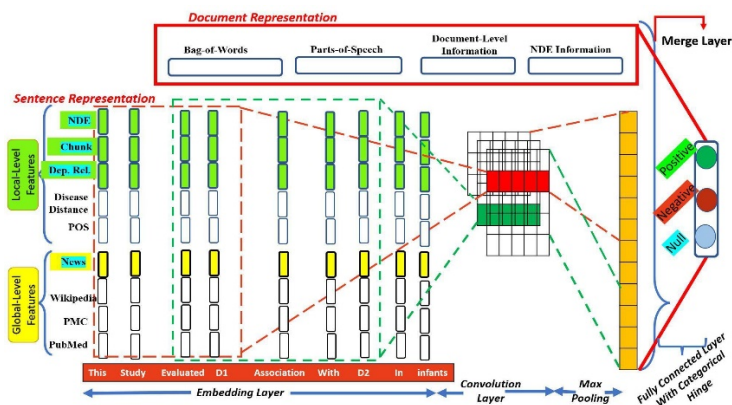 Document Representation
Bag-of-Words
Parts-of-Speech
Document-Level
Information
NDE Information
Merge Layer
Sentence Representation
Local-Level
Features
NDE
Chunk
Dep. Rel.
Disease
Distance
POS
Global-Level
Features
News
Wikipedia
PMC
PubMed
This Study Evaluated D1 Association With D2 In infants
Embedding Layer
Convolution
Layer
Max
Pooling
Fully Connected Layer
With Categorical
Hinge
Positive
Negative
Null